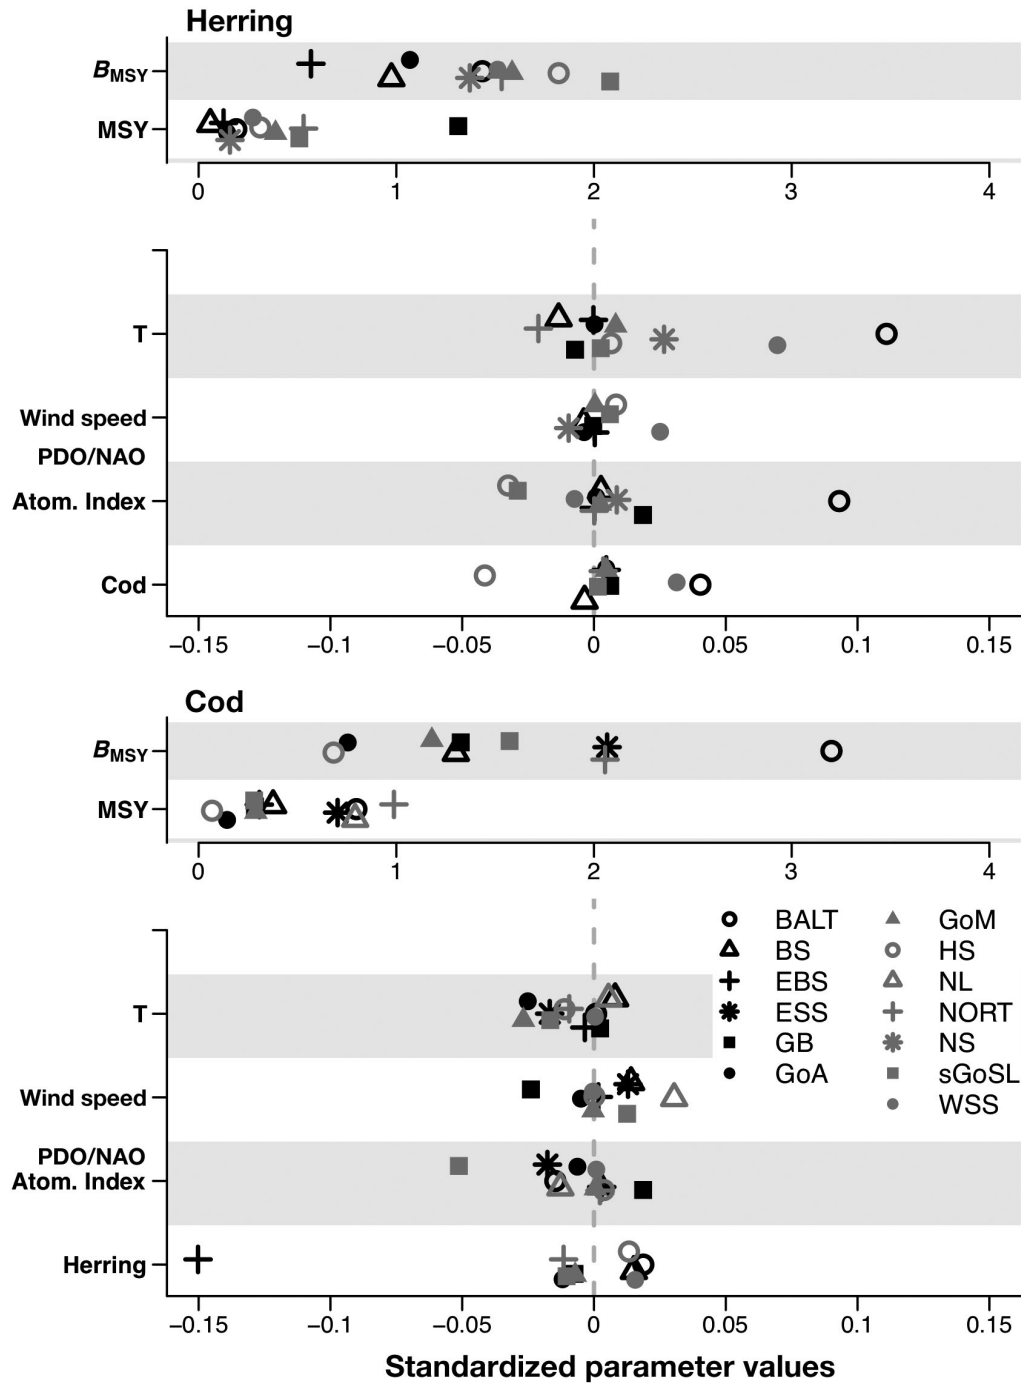 Herring
BMSY
MSY
0 1 2 3 4
T
Wind speed
PDO/NAO
Atom. Index
Cod
−0.15 −0.1 −0.05 0 0.05 0.1 0.15
Cod
BMSY
MSY
0 1 2 3 4
BALT GoM
BS HS
EBS NL
ESS NORT
GB NS
GoA sGoSL
WSS
T
Wind speed
PDO/NAO
Atom. Index
Herring
−0.15 −0.1 −0.05 0 0.05 0.1 0.15
Standardized parameter values